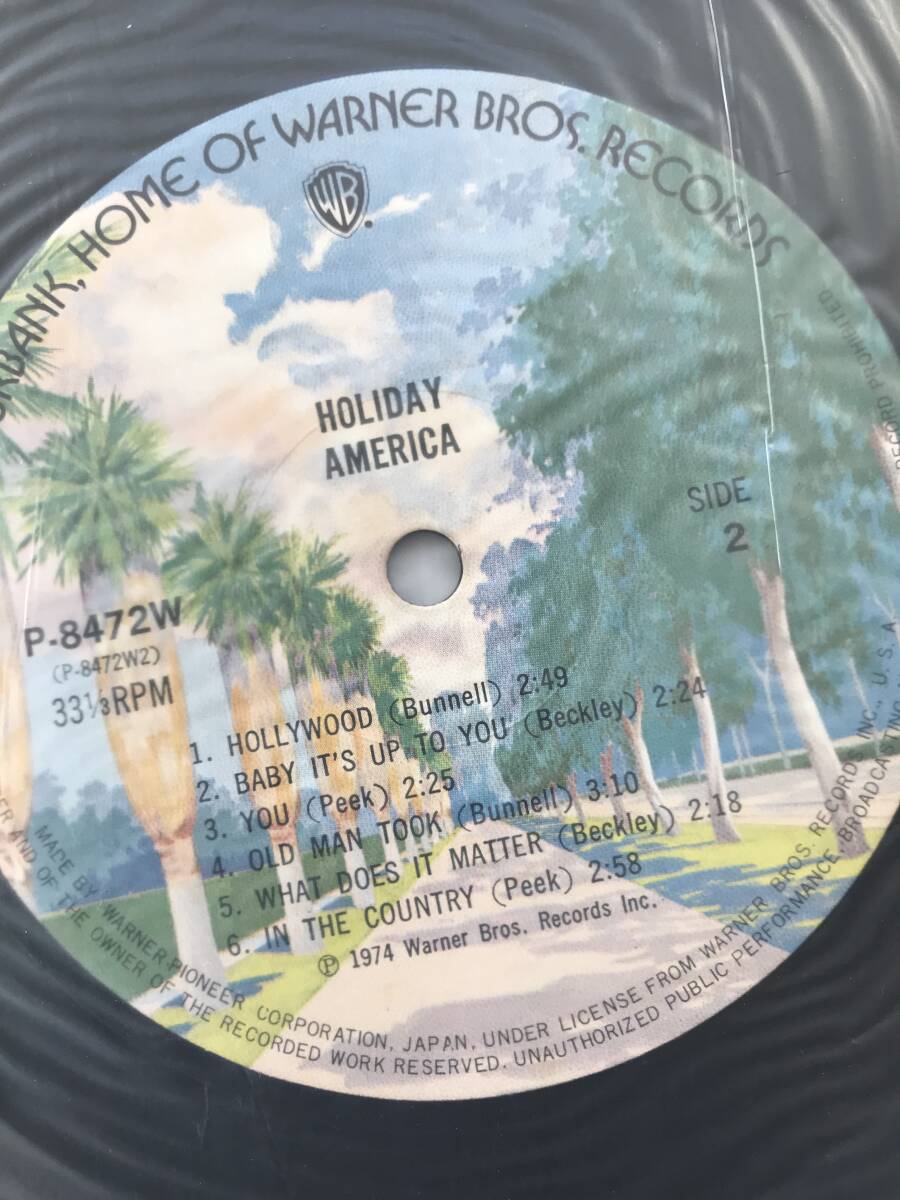 HOME OF WARNER BROS. RECORDS
WB
HOLIDAY
AMERICA
SIDE
2
P-8472W
(P-8472W2)
33⅓RPM
1. HOLLYWOOD (Bunnell) 2:49
2. BABY IT'S UP TO YOU (Beckley) 2:24
3. YOU (Peek) 2:25
4. OLD MAN TOOK (Bunnell) 3:10
5. WHAT DOES IT MATTER (Beckley) 2:18
6. IN THE COUNTRY (Peek) 2:58
Ⓟ 1974 Warner Bros. Records Inc.
MADE BY WARNER-PIONEER CORPORATION, JAPAN, UNDER LICENSE FROM WARNER BROS. RECORDS INC., U.S.A.
AND OF THE OWNER OF THE RECORDED WORK RESERVED. UNAUTHORIZED PUBLIC PERFORMANCE, BROADCASTING RECORD PROHIBITED